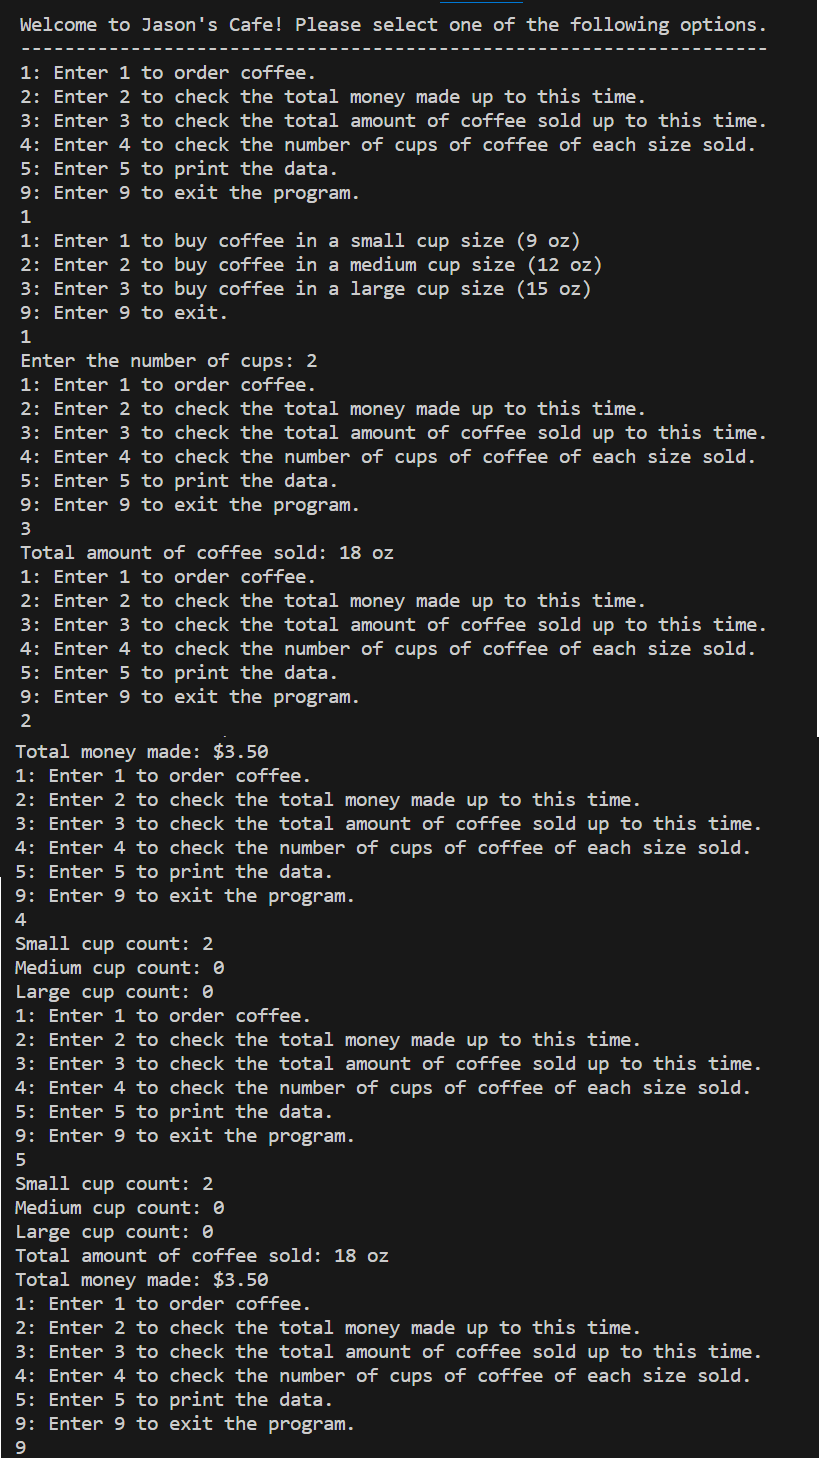 Welcome to Jason's Cafe! Please select one of the following options.
--------------------------------------------------------------------
1: Enter 1 to order coffee.
2: Enter 2 to check the total money made up to this time.
3: Enter 3 to check the total amount of coffee sold up to this time.
4: Enter 4 to check the number of cups of coffee of each size sold.
5: Enter 5 to print the data.
9: Enter 9 to exit the program.
1
1: Enter 1 to buy coffee in a small cup size (9 oz)
2: Enter 2 to buy coffee in a medium cup size (12 oz)
3: Enter 3 to buy coffee in a large cup size (15 oz)
9: Enter 9 to exit.
1
Enter the number of cups: 2
1: Enter 1 to order coffee.
2: Enter 2 to check the total money made up to this time.
3: Enter 3 to check the total amount of coffee sold up to this time.
4: Enter 4 to check the number of cups of coffee of each size sold.
5: Enter 5 to print the data.
9: Enter 9 to exit the program.
3
Total amount of coffee sold: 18 oz
1: Enter 1 to order coffee.
2: Enter 2 to check the total money made up to this time.
3: Enter 3 to check the total amount of coffee sold up to this time.
4: Enter 4 to check the number of cups of coffee of each size sold.
5: Enter 5 to print the data.
9: Enter 9 to exit the program.
2
Total money made: $3.50
1: Enter 1 to order coffee.
2: Enter 2 to check the total money made up to this time.
3: Enter 3 to check the total amount of coffee sold up to this time.
4: Enter 4 to check the number of cups of coffee of each size sold.
5: Enter 5 to print the data.
9: Enter 9 to exit the program.
4
Small cup count: 2
Medium cup count: 0
Large cup count: 0
1: Enter 1 to order coffee.
2: Enter 2 to check the total money made up to this time.
3: Enter 3 to check the total amount of coffee sold up to this time.
4: Enter 4 to check the number of cups of coffee of each size sold.
5: Enter 5 to print the data.
9: Enter 9 to exit the program.
5
Small cup count: 2
Medium cup count: 0
Large cup count: 0
Total amount of coffee sold: 18 oz
Total money made: $3.50
1: Enter 1 to order coffee.
2: Enter 2 to check the total money made up to this time.
3: Enter 3 to check the total amount of coffee sold up to this time.
4: Enter 4 to check the number of cups of coffee of each size sold.
5: Enter 5 to print the data.
9: Enter 9 to exit the program.
9